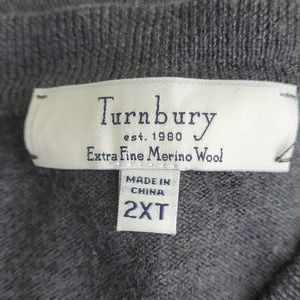 Turnbury
est. 1980
Extra Fine Merino Wool
MADE IN
CHINA
2XT